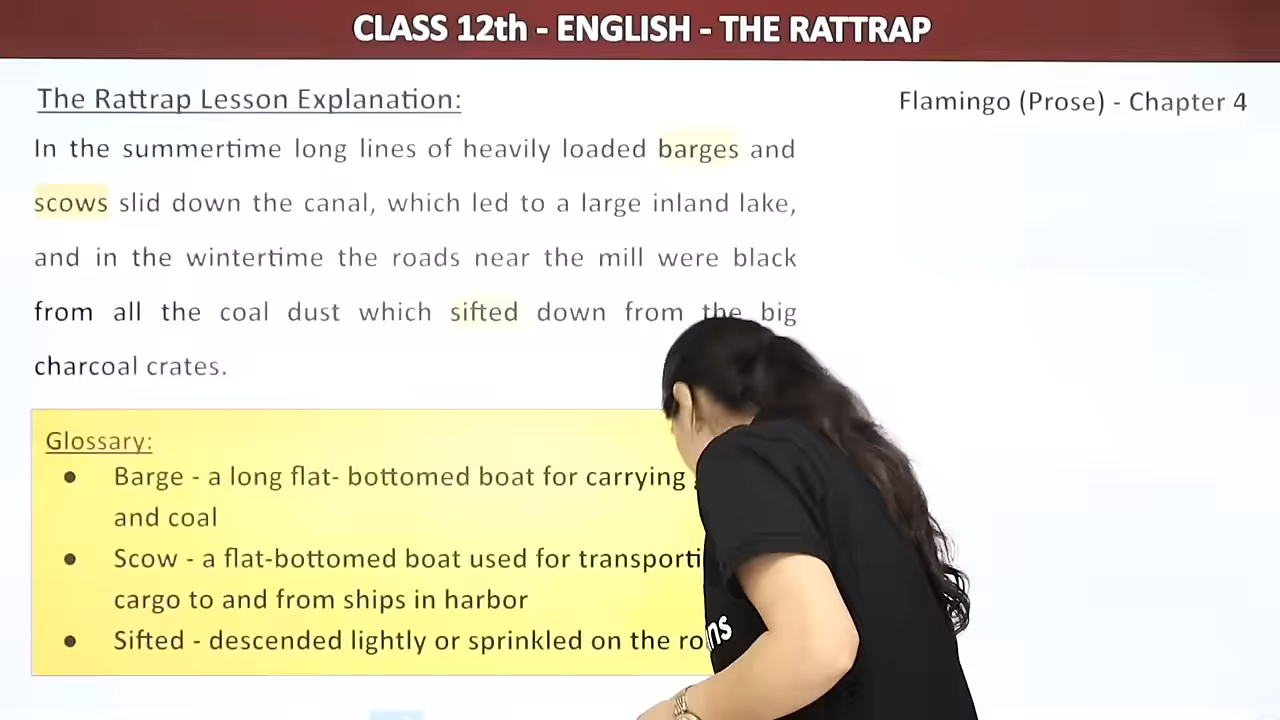 CLASS 12th - ENGLISH - THE RATTRAP
The Rattrap Lesson Explanation:
Flamingo (Prose) - Chapter 4
In the summertime long lines of heavily loaded barges and
scows slid down the canal, which led to a large inland lake,
and in the wintertime the roads near the mill were black
from all the coal dust which sifted down from the big
charcoal crates.
Glossary:
● Barge - a long flat- bottomed boat for carrying
and coal
● Scow - a flat-bottomed boat used for
cargo to and from ships in harbor
● Sifted - descended lightly or sprinkled on the